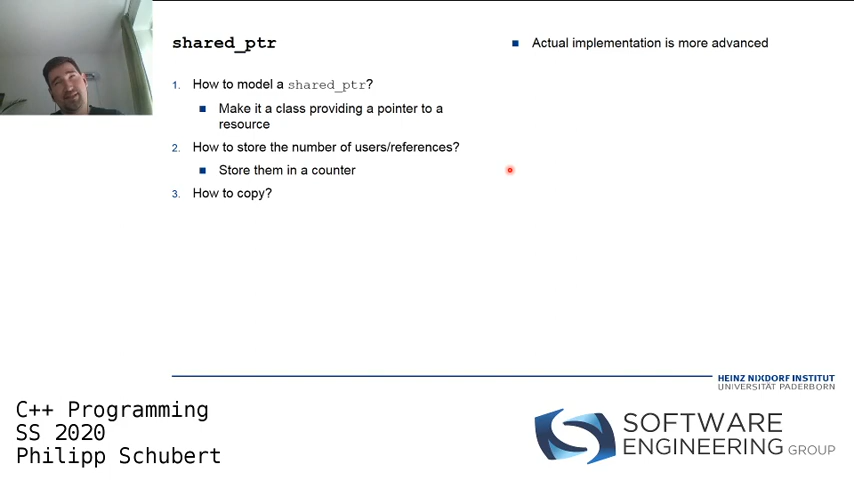 shared_ptr
1. How to model a shared_ptr?
■ Make it a class providing a pointer to a
resource
2. How to store the number of users/references?
■ Store them in a counter
3. How to copy?
■ Actual implementation is more advanced
HEINZ NIXDORF INSTITUT
UNIVERSITÄT PADERBORN
C++ Programming
SS 2020
Philipp Schubert
SOFTWARE
ENGINEERING GROUP